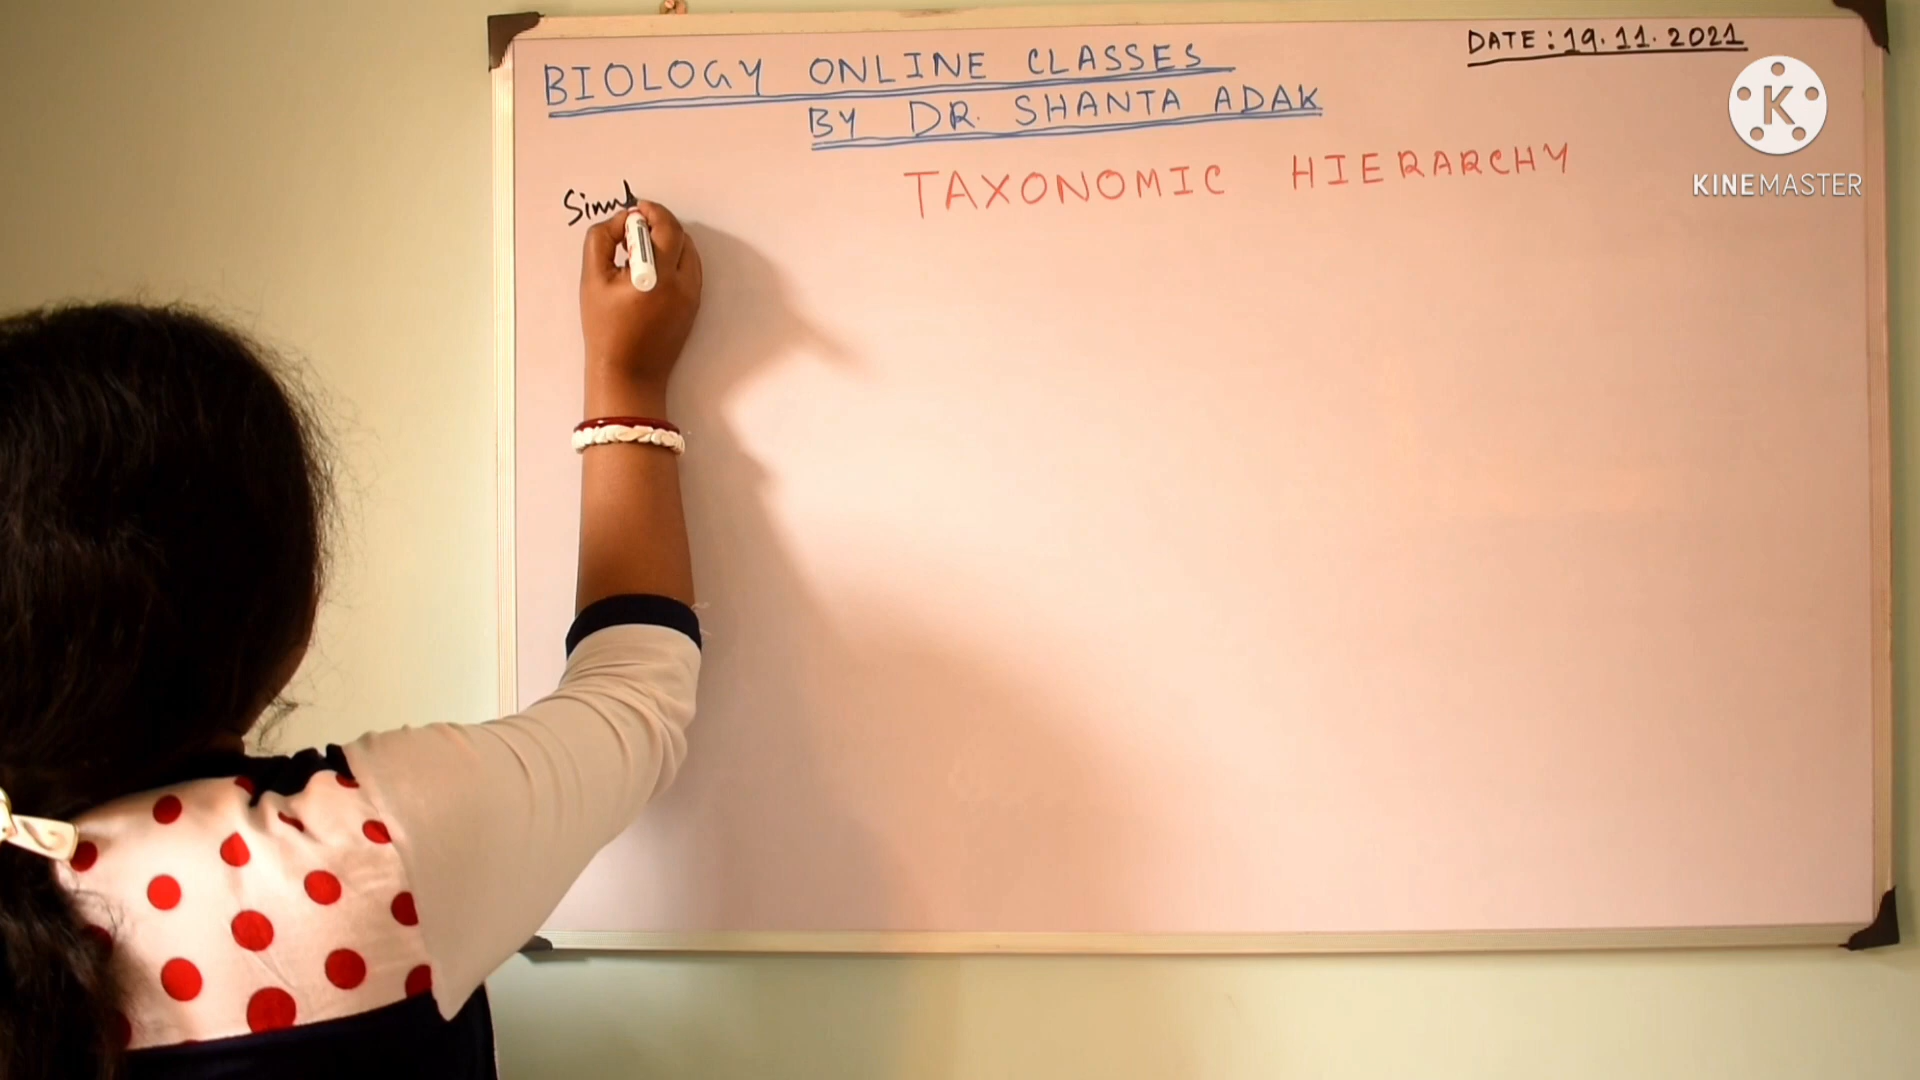 DATE: 19.11.2021
BIOLOGY ONLINE CLASSES
BY DR. SHANTA ADAK
TAXONOMIC HIERARCHY
KINEMASTER